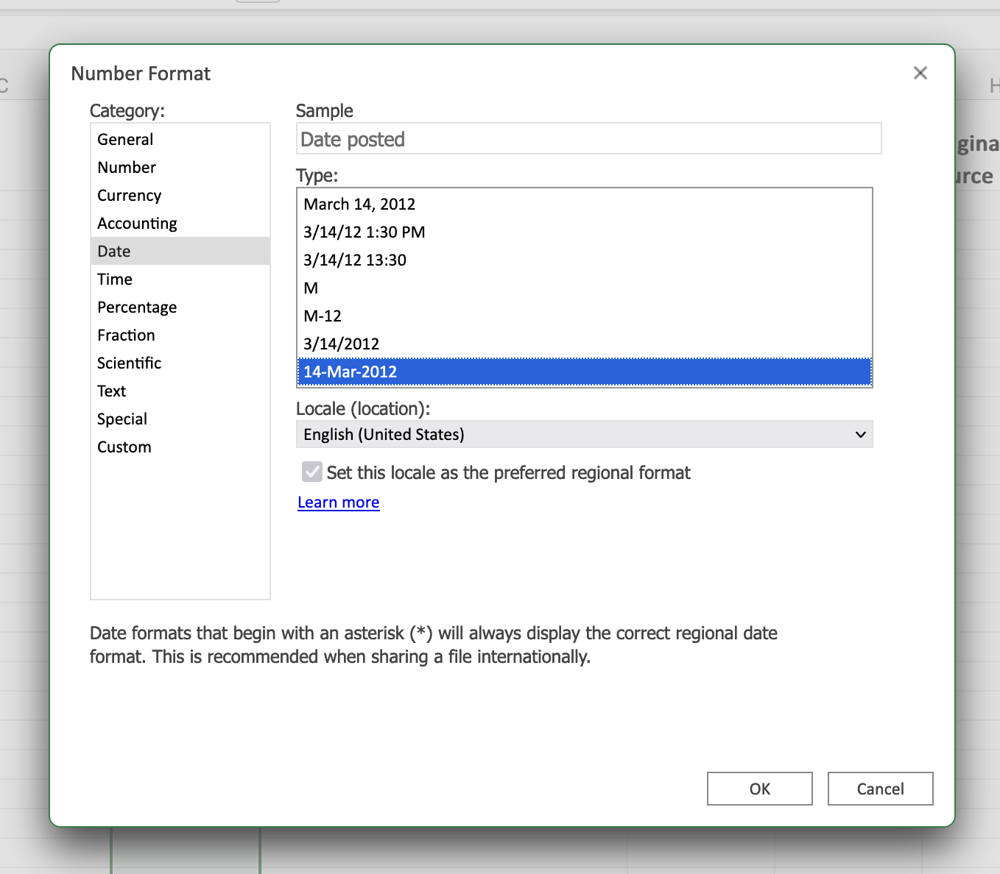 C
H
Number Format
Category:
General
Number
Currency
Accounting
Date
Time
Percentage
Fraction
Scientific
Text
Special
Custom
Sample
Date posted
Type:
March 14, 2012
3/14/12 1:30 PM
3/14/12 13:30
M
M-12
3/14/2012
14-Mar-2012
Locale (location):
English (United States)
Set this locale as the preferred regional format
Learn more
Date formats that begin with an asterisk (*) will always display the correct regional date
format. This is recommended when sharing a file internationally.
OK
Cancel